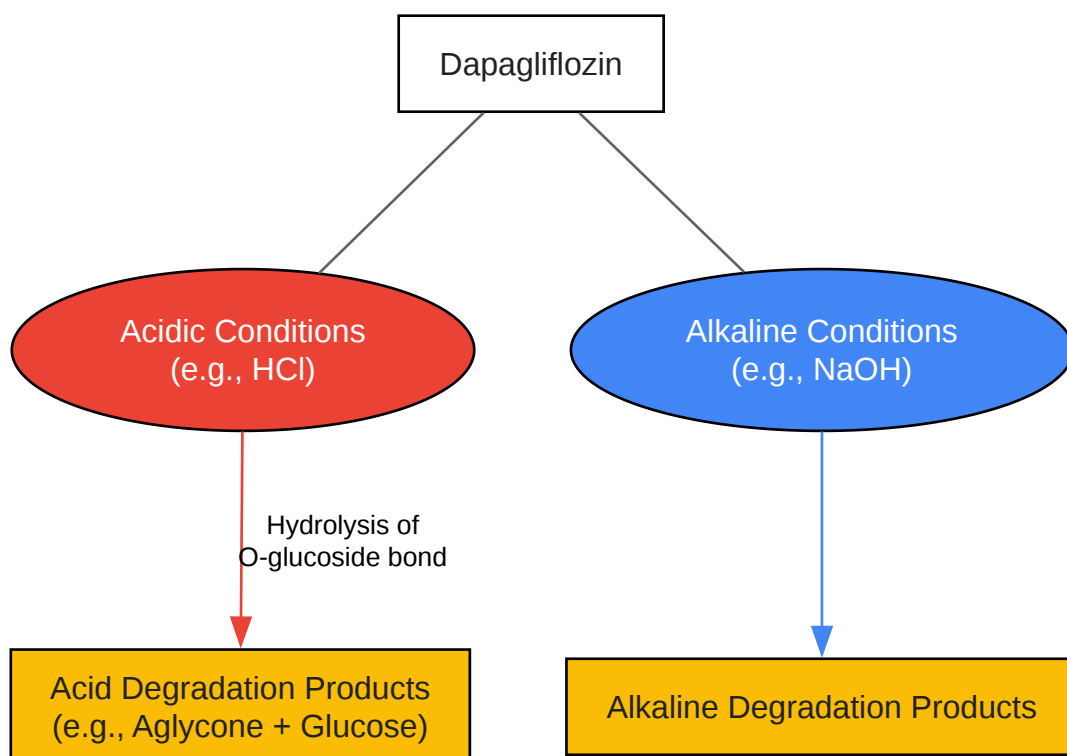 Dapagliflozin
Acidic Conditions
(e.g., HCl)
Alkaline Conditions
(e.g., NaOH)
Hydrolysis of
O-glucoside bond
Acid Degradation Products
(e.g., Aglycone + Glucose)
Alkaline Degradation Products